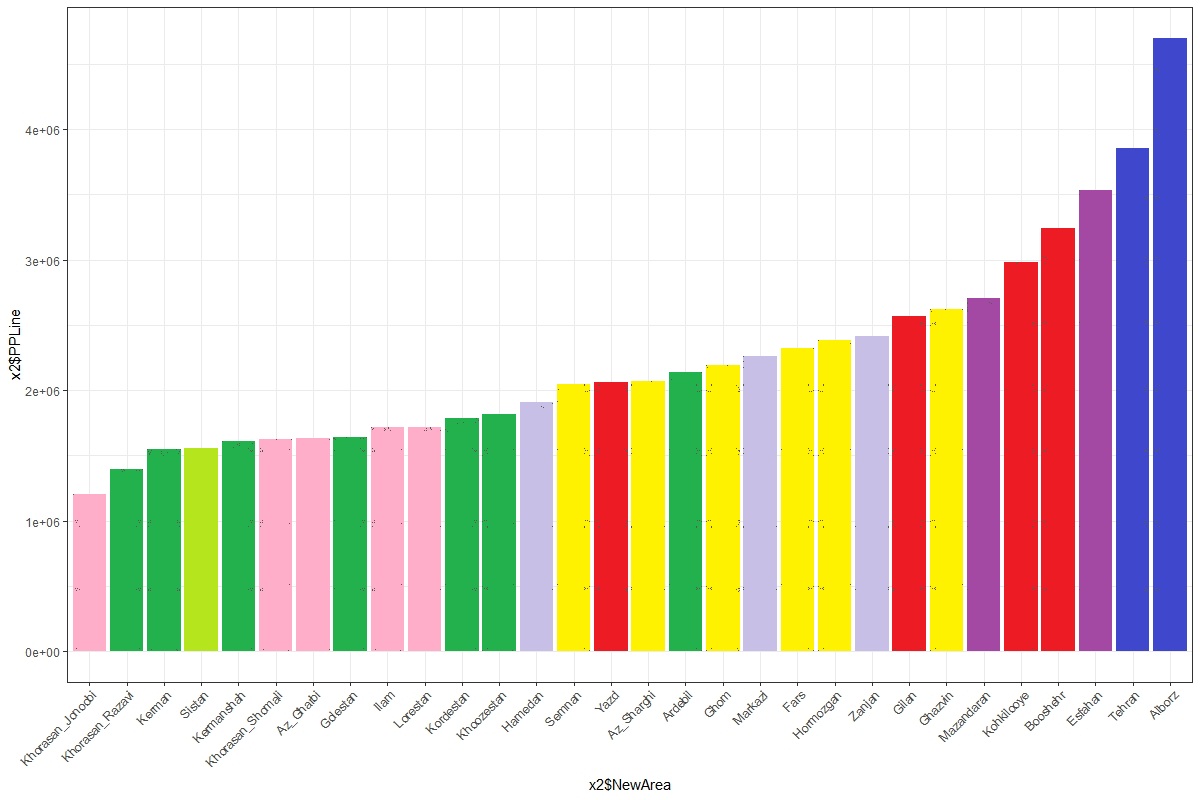 x2$PPLine
4e+06
3e+06
2e+06
1e+06
0e+00
Khorasan_Jonoobi
Khorasan_Razavi
Kerman
Sistan
Kermanshah
Khorasan_Shomali
Az_Gharbi
Golestan
Ilam
Lorestan
Kordestan
Khoozestan
Hamedan
Semnan
Yazd
Az_Sharghi
Ardebil
Ghom
Markazi
Fars
Hormozgan
Zanjan
Gilan
Ghazvin
Mazandaran
Kohkilooye
Booshehr
Esfahan
Tehran
Alborz
x2$NewArea